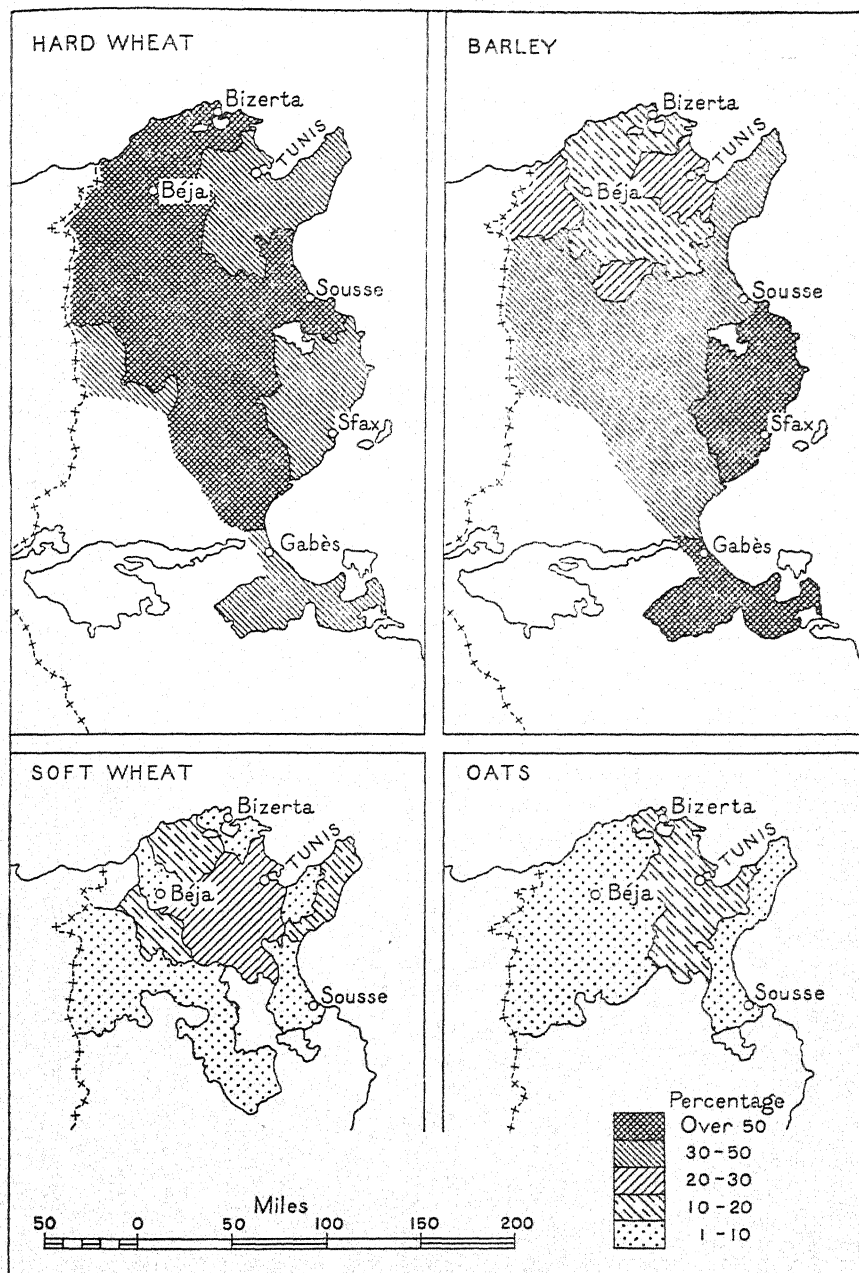 HARD WHEAT
Bizerta
TUNIS
Béja
Sousse
Sfax
Gabès
BARLEY
Bizerta
TUNIS
Béja
Sousse
Sfax
Gabès
SOFT WHEAT
Bizerta
TUNIS
Béja
Sousse
OATS
Bizerta
TUNIS
Béja
Sousse
Percentage
Over 50
30-50
20-30
10-20
1-10
Miles
50 0 50 100 150 200